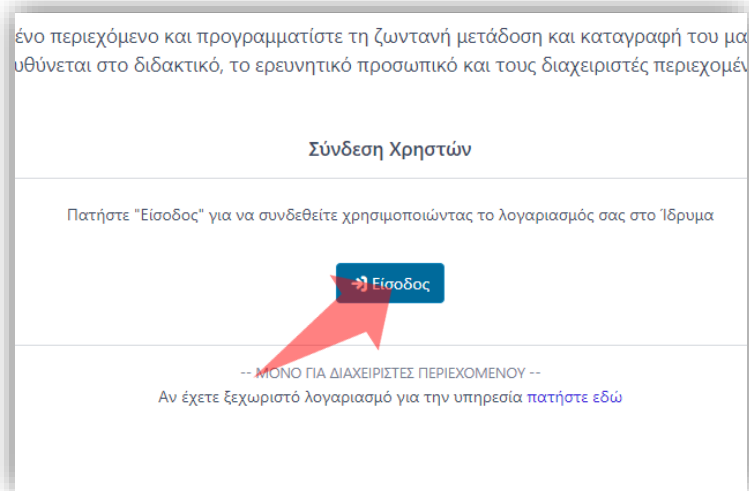 ένο περιεχόμενο και προγραμματίστε τη ζωντανή μετάδοση και καταγραφή του μα
υθύνεται στο διδακτικό, το ερευνητικό προσωπικό και τους διαχειριστές περιεχομέν
Σύνδεση Χρηστών
Πατήστε "Είσοδος" για να συνδεθείτε χρησιμοποιώντας το λογαριασμός σας στο Ίδρυμα
Είσοδος
-- ΜΟΝΟ ΓΙΑ ΔΙΑΧΕΙΡΙΣΤΕΣ ΠΕΡΙΕΧΟΜΕΝΟΥ --
Αν έχετε ξεχωριστό λογαριασμό για την υπηρεσία πατήστε εδώ